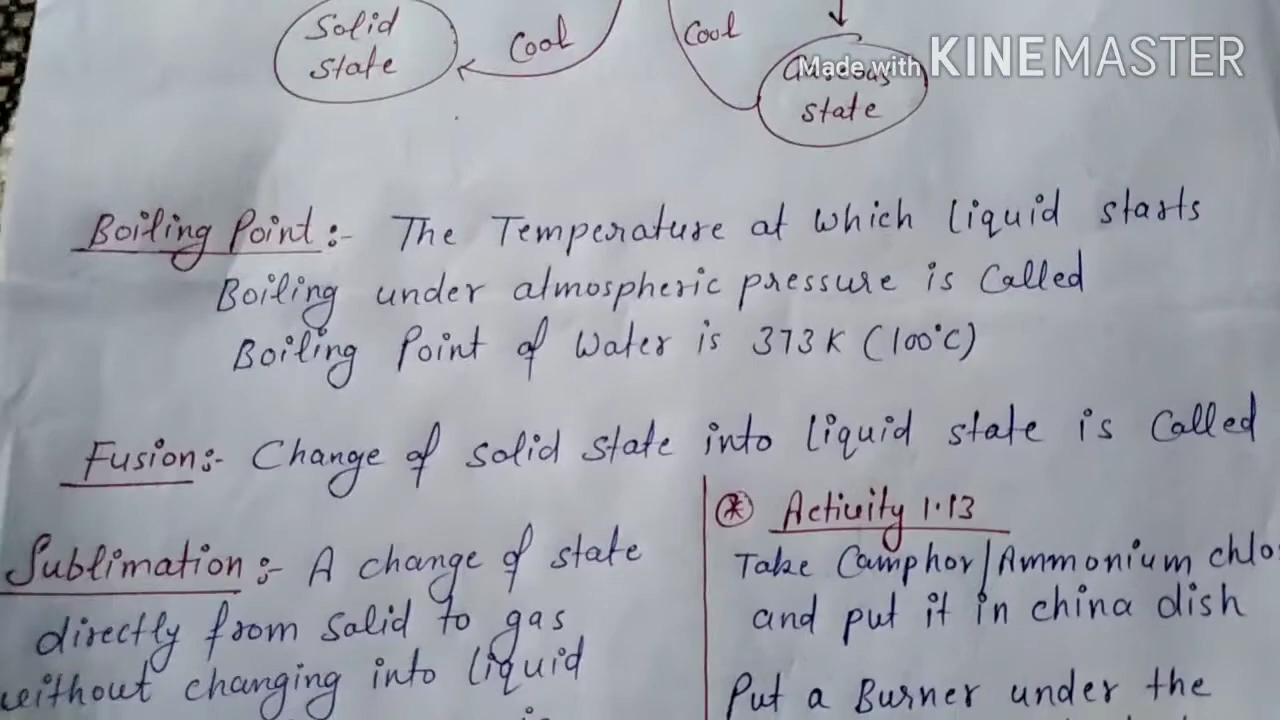 Solid
state
Cool
Cool
Gaseous
state
Made with KINEMASTER
Boiling Point :- The Temperature at which liquid starts
Boiling under atmospheric pressure is Called
Boiling Point of Water is 373K (100°C)
Fusion:- Change of solid state into liquid state is Called
Sublimation :- A change of state
directly from solid to gas
without changing into liquid
* Activity 1.13
Take Camphor/Ammonium chlo
and put it in china dish
Put a Burner under the